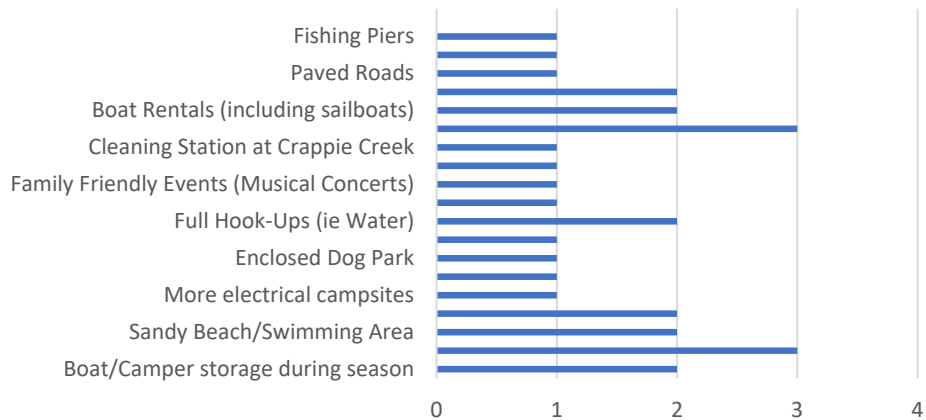 Fishing Piers
Paved Roads
Boat Rentals (including sailboats)
Cleaning Station at Crappie Creek
Family Friendly Events (Musical Concerts)
Full Hook-Ups (ie Water)
Enclosed Dog Park
More electrical campsites
Sandy Beach/Swimming Area
Boat/Camper storage during season
0 1 2 3 4